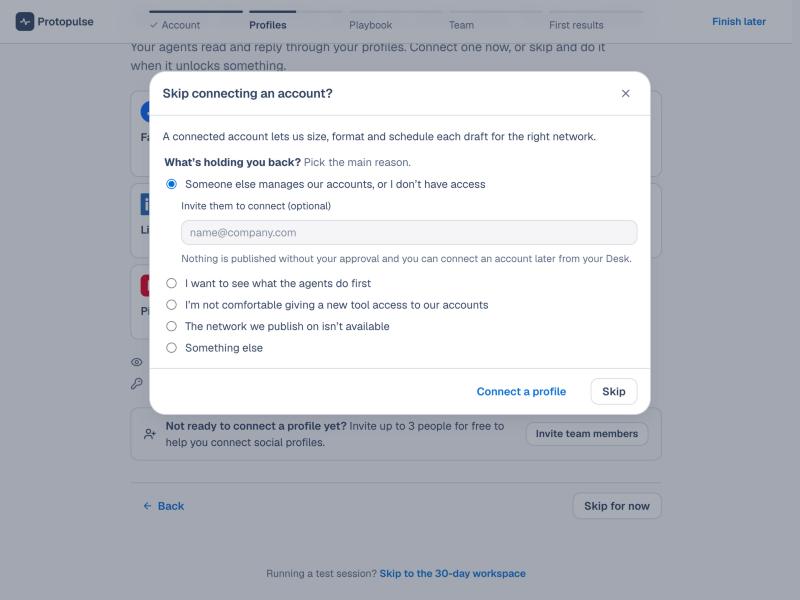 Protopulse
Account
Profiles
Playbook
Team
First results
Finish later
Your agents read and reply through your profiles. Connect one now, or skip and do it
when it unlocks something.
Skip connecting an account?
A connected account lets us size, format and schedule each draft for the right network.
What's holding you back? Pick the main reason.
Someone else manages our accounts, or I don't have access
Invite them to connect (optional)
name@company.com
Nothing is published without your approval and you can connect an account later from your Desk.
I want to see what the agents do first
I'm not comfortable giving a new tool access to our accounts
The network we publish on isn't available
Something else
Connect a profile
Skip
Fa
Li
Pi
Not ready to connect a profile yet? Invite up to 3 people for free to
help you connect social profiles.
Invite team members
Back
Skip for now
Running a test session? Skip to the 30-day workspace